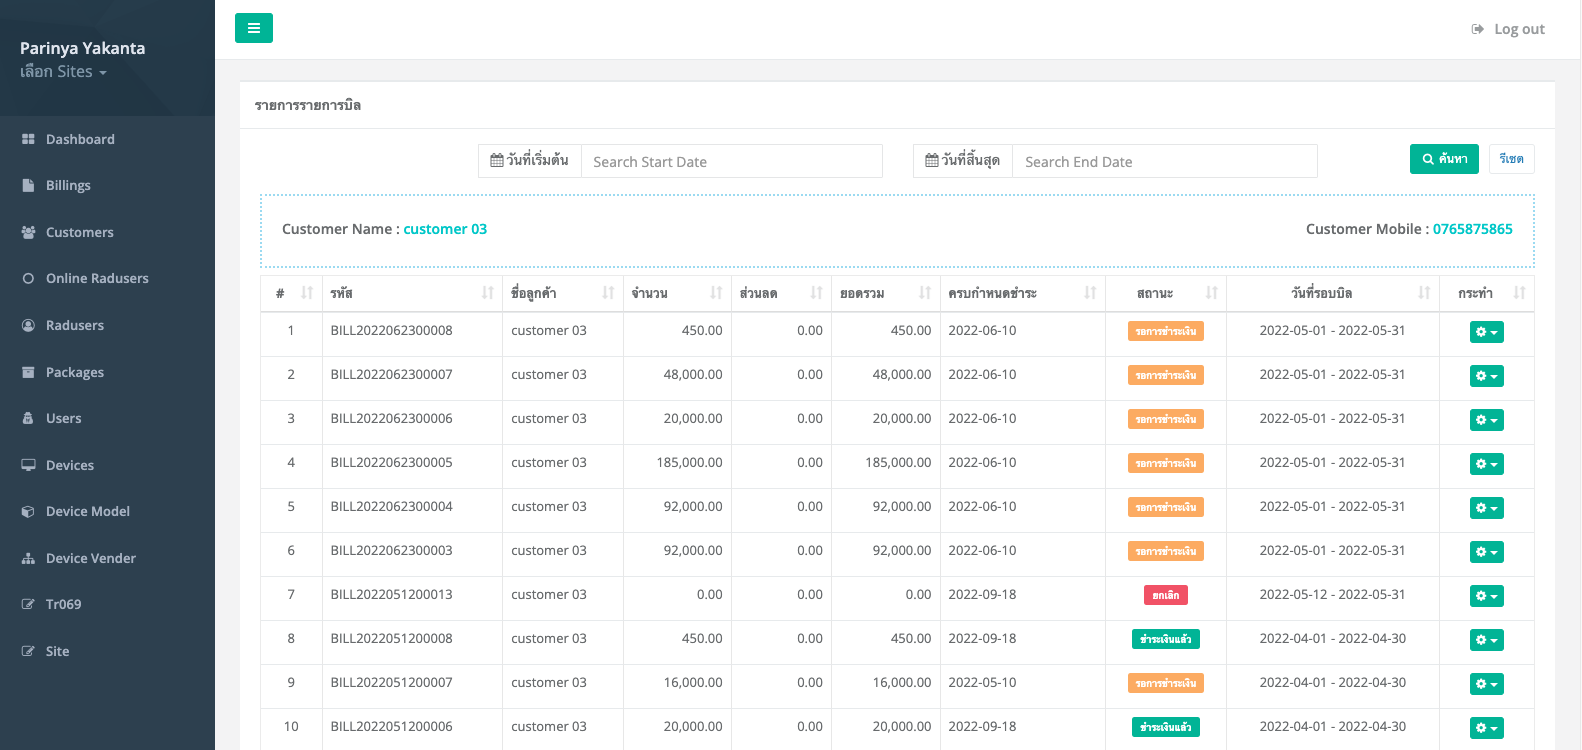 Parinya Yakanta
เลือก Sites
Dashboard
Billings
Customers
Online Radusers
Radusers
Packages
Users
Devices
Device Model
Device Vender
Tr069
Site
Log out
รายการรายการบิล
วันที่เริ่มต้น Search Start Date วันที่สิ้นสุด Search End Date ค้นหา รีเซต
Customer Name : customer 03 Customer Mobile : 0765875865
# รหัส ชื่อลูกค้า จำนวน ส่วนลด ยอดรวม ครบกำหนดชำระ สถานะ วันที่รอบบิล กระทำ
1 BILL2022062300008 customer 03 450.00 0.00 450.00 2022-06-10 รอการชำระเงิน 2022-05-01 - 2022-05-31
2 BILL2022062300007 customer 03 48,000.00 0.00 48,000.00 2022-06-10 รอการชำระเงิน 2022-05-01 - 2022-05-31
3 BILL2022062300006 customer 03 20,000.00 0.00 20,000.00 2022-06-10 รอการชำระเงิน 2022-05-01 - 2022-05-31
4 BILL2022062300005 customer 03 185,000.00 0.00 185,000.00 2022-06-10 รอการชำระเงิน 2022-05-01 - 2022-05-31
5 BILL2022062300004 customer 03 92,000.00 0.00 92,000.00 2022-06-10 รอการชำระเงิน 2022-05-01 - 2022-05-31
6 BILL2022062300003 customer 03 92,000.00 0.00 92,000.00 2022-06-10 รอการชำระเงิน 2022-05-01 - 2022-05-31
7 BILL2022051200013 customer 03 0.00 0.00 0.00 2022-09-18 ยกเลิก 2022-05-12 - 2022-05-31
8 BILL2022051200008 customer 03 450.00 0.00 450.00 2022-09-18 ชำระเงินแล้ว 2022-04-01 - 2022-04-30
9 BILL2022051200007 customer 03 16,000.00 0.00 16,000.00 2022-05-10 รอการชำระเงิน 2022-04-01 - 2022-04-30
10 BILL2022051200006 customer 03 20,000.00 0.00 20,000.00 2022-09-18 ชำระเงินแล้ว 2022-04-01 - 2022-04-30